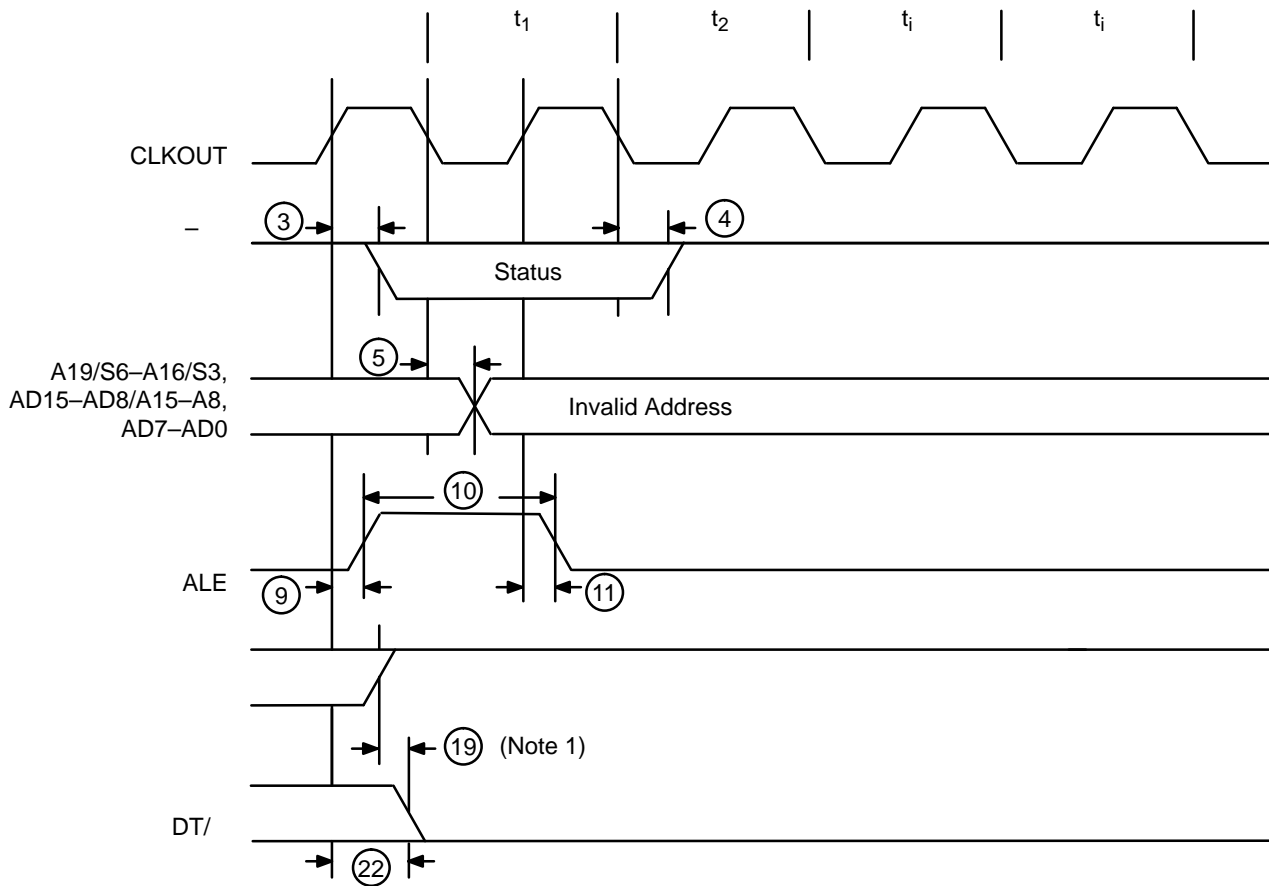 t1
t2
ti
ti
CLKOUT
–
3
4
Status
5
A19/S6–A16/S3,
AD15–AD8/A15–A8,
AD7–AD0
Invalid Address
10
ALE
9
11
19 (Note 1)
DT/
22